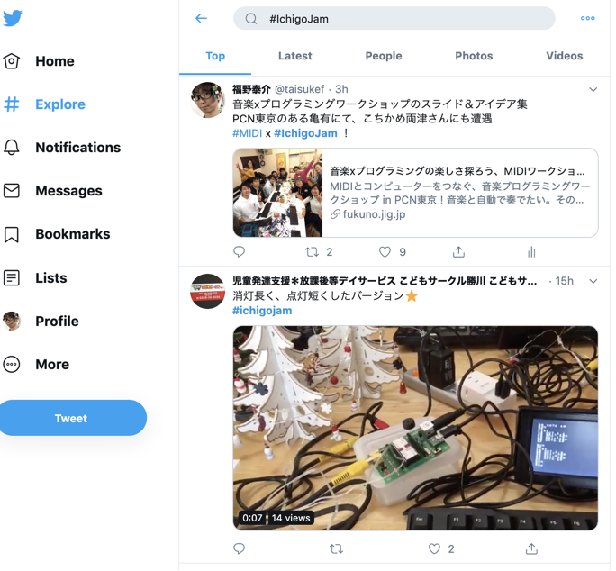 #IchigoJam
Home
Explore
Notifications
Messages
Bookmarks
Lists
Profile
More
Tweet
Top Latest People Photos Videos
福野泰介 @taisukef · 3h
音楽xプログラミングワークショップのスライド＆アイデア集
PCN東京のある亀有にて、こちかめ両津さんにも遭遇
#MIDI x #IchigoJam ！
音楽xプログラミングの楽しさ探ろう、MIDIワークショ...
MIDIとコンピューターをつなぐ、音楽プログラミングワー
クショップ in PCN東京！音楽と自動で奏でたい。その...
fukuno.jig.jp
2 9
児童発達支援＊放課後等デイサービス こどもサークル勝川 こどもサ... · 15h
消灯長く、点灯短くしたバージョン⭐
#ichigojam
0:07 14 views
2